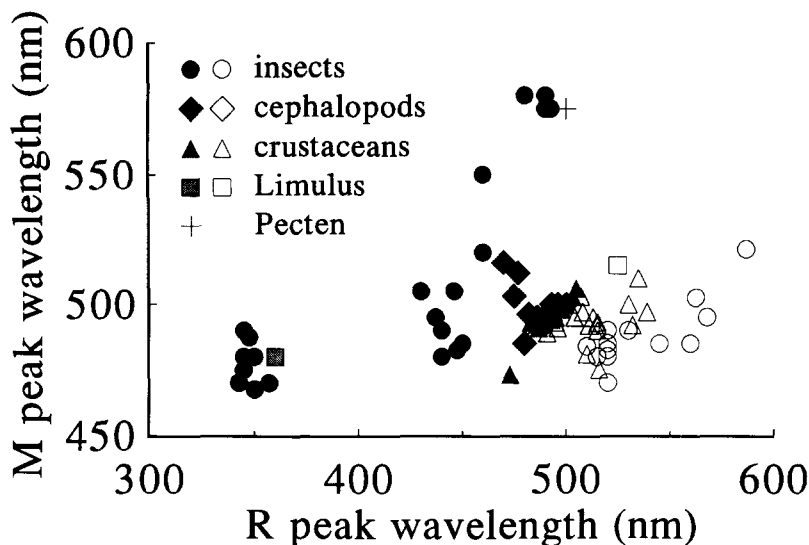 M peak wavelength (nm)
600
550
500
450
insects
cephalopods
crustaceans
Limulus
Pecten
300
400
500
600
R peak wavelength (nm)